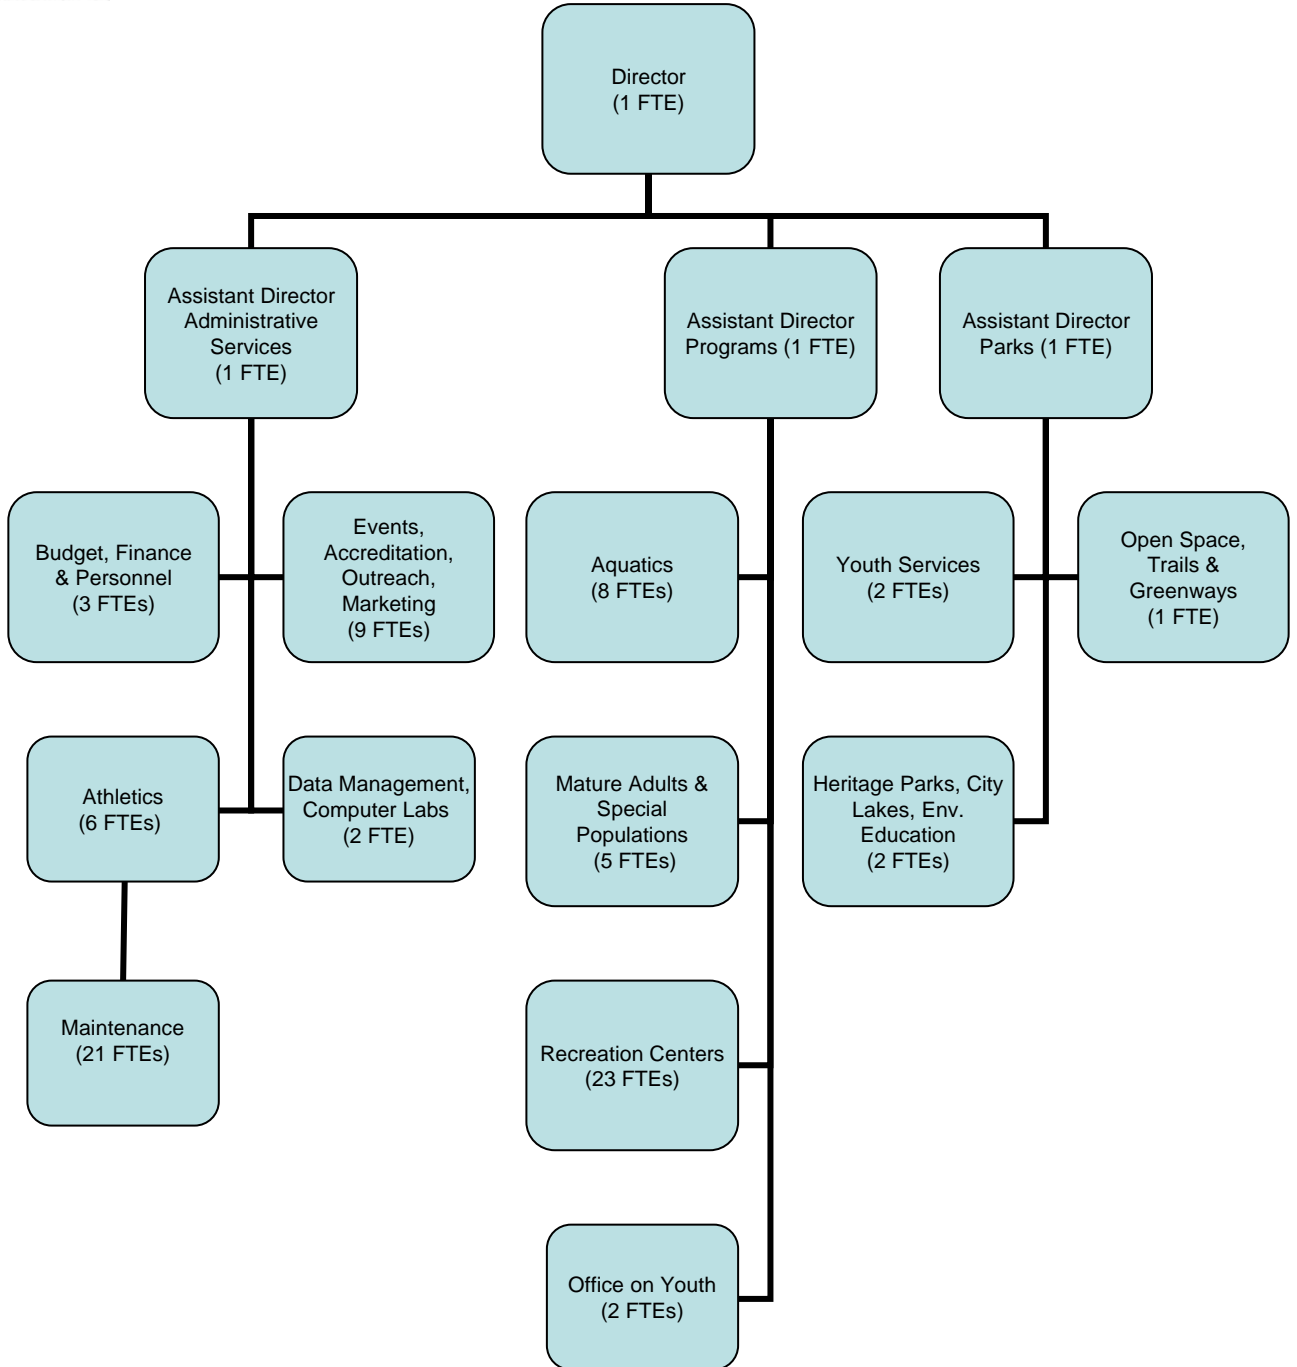 Director
(1 FTE)
Assistant Director
Administrative
Services
(1 FTE)
Assistant Director
Programs (1 FTE)
Assistant Director
Parks (1 FTE)
Budget, Finance
& Personnel
(3 FTEs)
Events,
Accreditation,
Outreach,
Marketing
(9 FTEs)
Aquatics
(8 FTEs)
Youth Services
(2 FTEs)
Open Space,
Trails &
Greenways
(1 FTE)
Athletics
(6 FTEs)
Data Management,
Computer Labs
(2 FTE)
Mature Adults &
Special
Populations
(5 FTEs)
Heritage Parks, City
Lakes, Env.
Education
(2 FTEs)
Maintenance
(21 FTEs)
Recreation Centers
(23 FTEs)
Office on Youth
(2 FTEs)